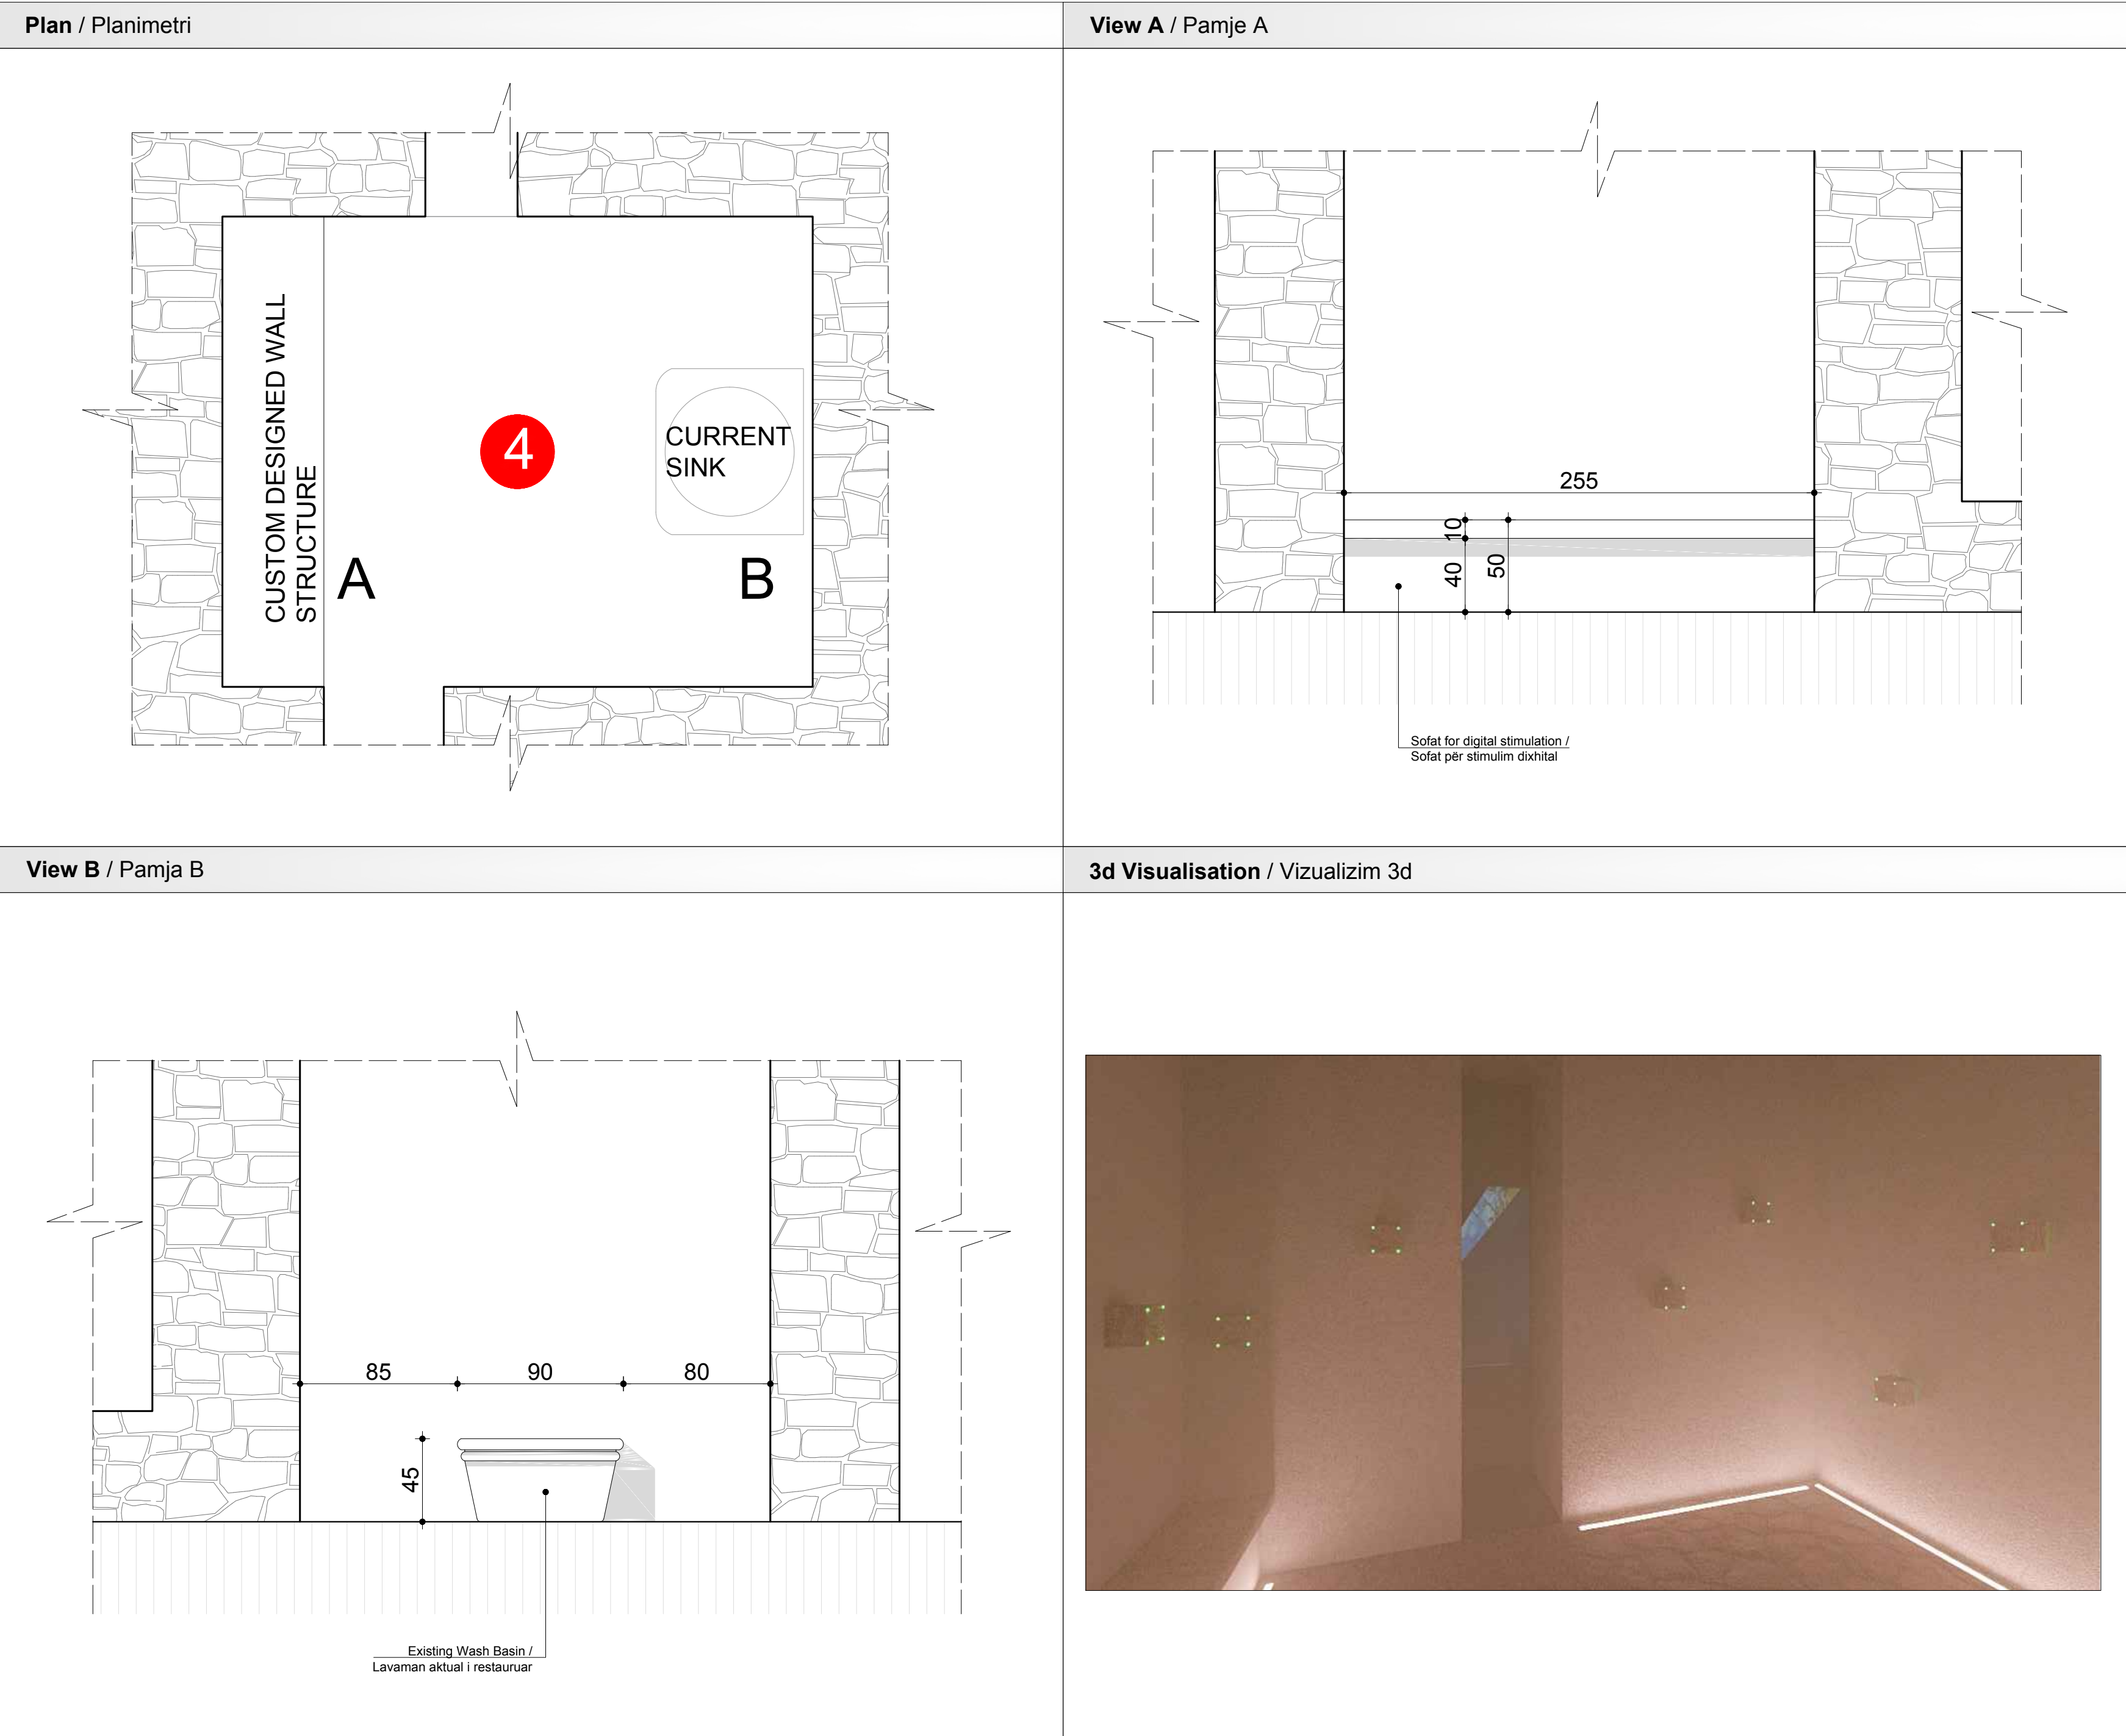 Plan / Planimetri
CUSTOM DESIGNED WALL
STRUCTURE
4
CURRENT
SINK
A
B
View A / Pamje A
255
10
40
50
Sofat for digital stimulation /
Sofat për stimulim dixhital
View B / Pamja B
85
90
80
45
Existing Wash Basin /
Lavaman aktual i restauruar
3d Visualisation / Vizualizim 3d